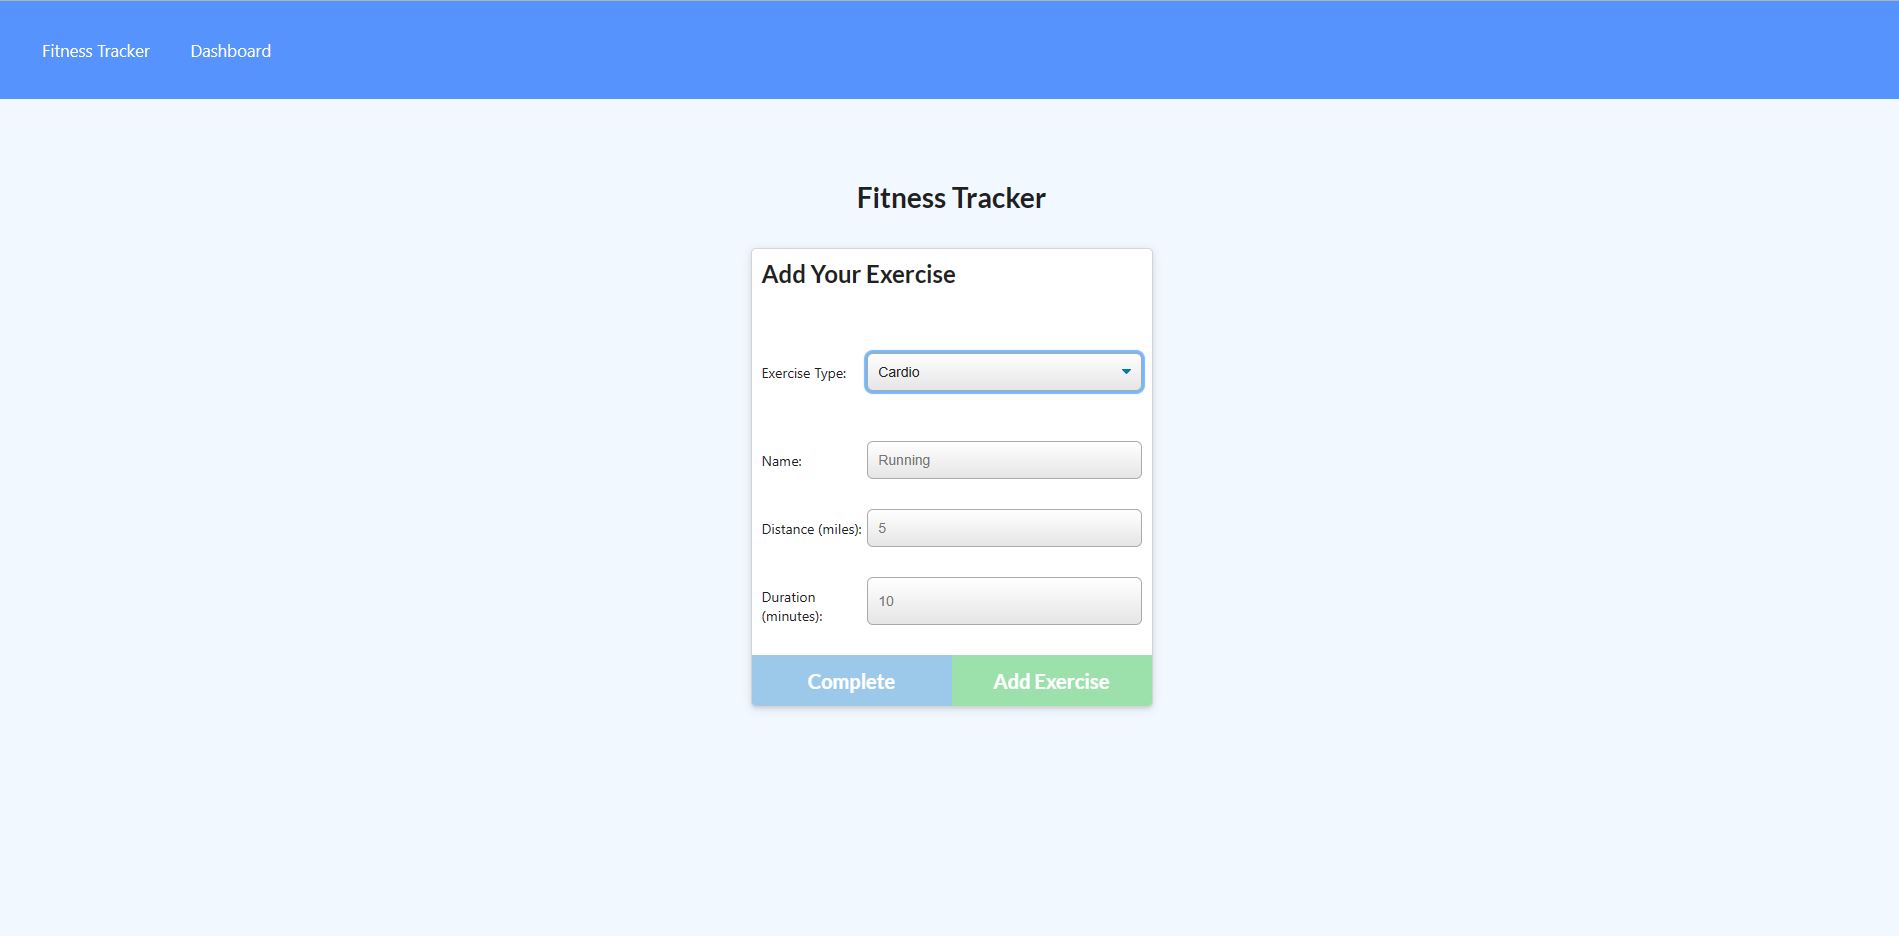 Fitness Tracker Dashboard
Fitness Tracker
Add Your Exercise
Exercise Type: Cardio
Name: Running
Distance (miles): 5
Duration
(minutes): 10
Complete Add Exercise